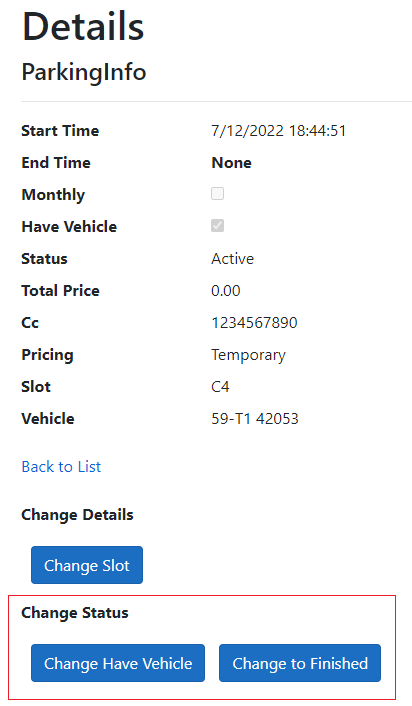 Details
ParkingInfo
Start Time 7/12/2022 18:44:51
End Time None
Monthly
Have Vehicle
Status Active
Total Price 0.00
Cc 1234567890
Pricing Temporary
Slot C4
Vehicle 59-T1 42053
Back to List
Change Details
Change Slot
Change Status
Change Have Vehicle Change to Finished